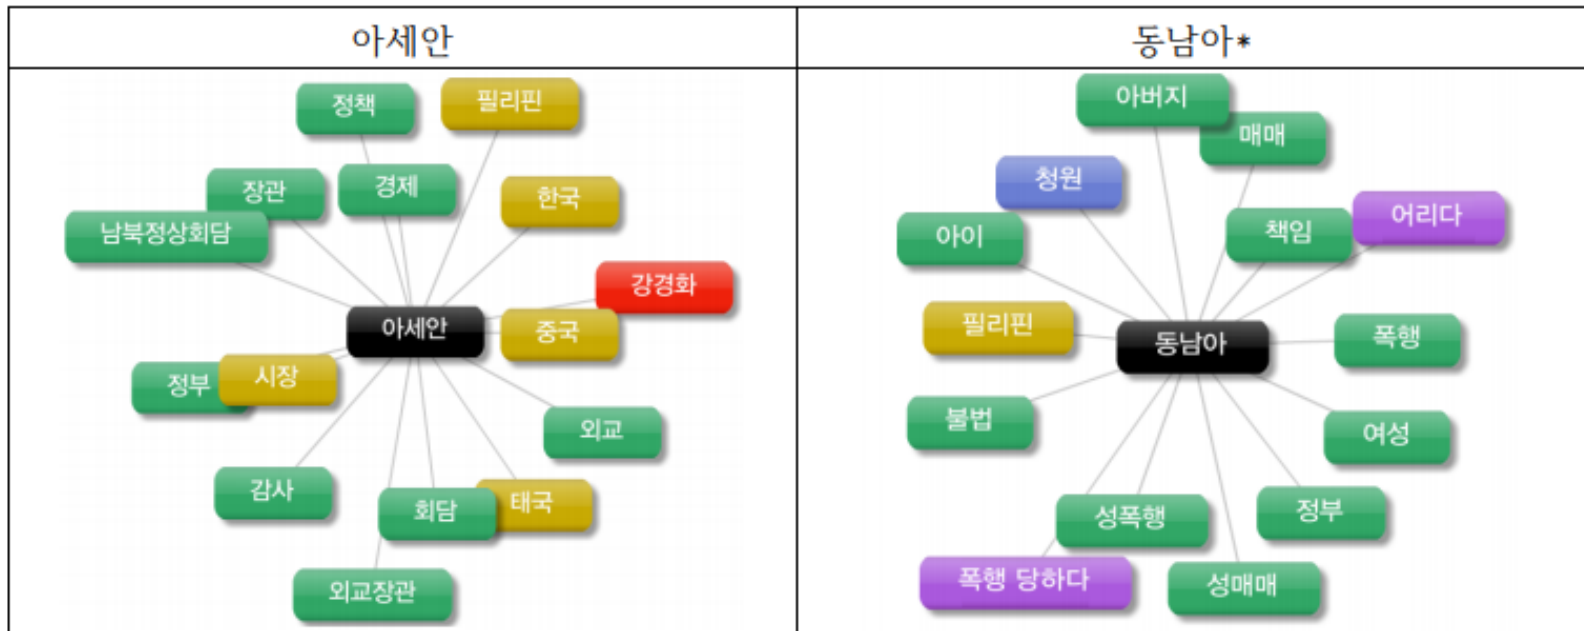 아세안
동남아*
정책
필리핀
장관
경제
한국
남북정상회담
강경화
아세안
중국
정부
시장
외교
감사
회담
태국
외교장관
아버지
매매
청원
어리다
아이
책임
필리핀
동남아
폭행
불법
여성
성폭행
정부
폭행 당하다
성매매